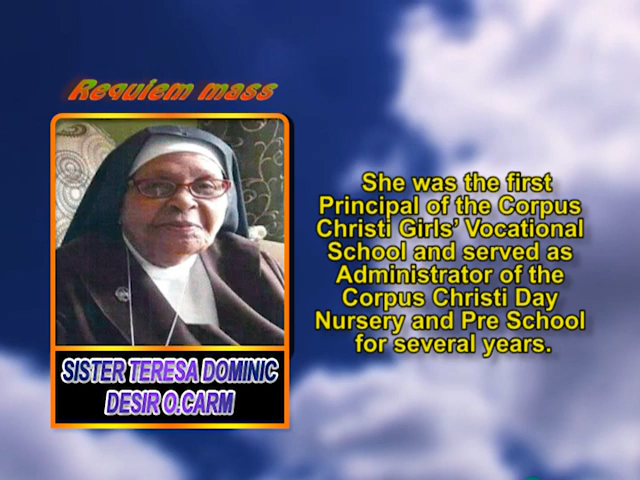 Requiem mass
SISTER TERESA DOMINIC
DESIR O.CARM
She was the first
Principal of the Corpus
Christi Girls’ Vocational
School and served as
Administrator of the
Corpus Christi Day
Nursery and Pre School
for several years.